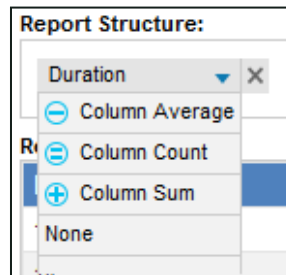 Report Structure:
Duration
Column Average
Column Count
Column Sum
None